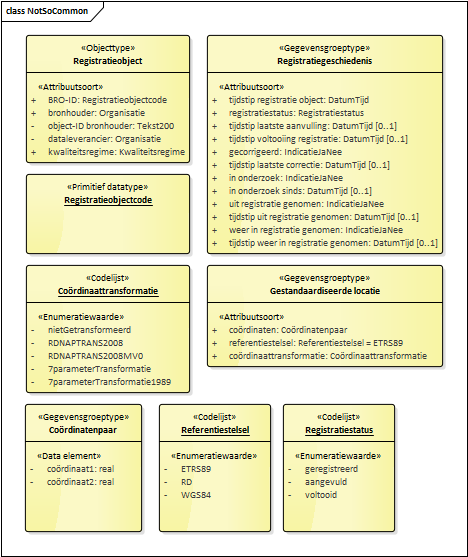 class NotSoCommon
«Objecttype»
Registratieobject
«Attribuutsoort»
+ BRO-ID: Registratieobjectcode
+ bronhouder: Organisatie
- object-ID bronhouder: Tekst200
- dataleverancier: Organisatie
+ kwaliteitsregime: Kwaliteitsregime
«Gegevensgroeptype»
Registratiegeschiedenis
«Attribuutsoort»
+ tijdstip registratie object: DatumTijd
+ registratiestatus: Registratiestatus
+ tijdstip laatste aanvulling: DatumTijd [0..1]
+ tijdstip voltooiing registratie: DatumTijd [0..1]
+ gecorrigeerd: IndicatieJaNee
+ tijdstip laatste correctie: DatumTijd [0..1]
+ in onderzoek: IndicatieJaNee
+ in onderzoek sinds: DatumTijd [0..1]
+ uit registratie genomen: IndicatieJaNee
+ tijdstip uit registratie genomen: DatumTijd [0..1]
+ weer in registratie genomen: IndicatieJaNee
+ tijdstip weer in registratie genomen: DatumTijd [0..1]
«Primitief datatype»
Registratieobjectcode
«Codelijst»
Coördinaattransformatie
«Enumeratiewaarde»
- nietGetransformeerd
- RDNAPTRANS2008
- RDNAPTRANS2008MV0
- 7parameterTransformatie
- 7parameterTransformatie1989
«Gegevensgroeptype»
Gestandaardiseerde locatie
«Attribuutsoort»
+ coördinaten: Coördinatenpaar
+ referentiestelsel: Referentiestelsel = ETRS89
+ coördinaattransformatie: Coördinaattransformatie
«Gegevensgroeptype»
Coördinatenpaar
«Data element»
- coördinaat1: real
- coördinaat2: real
«Codelijst»
Referentiestelsel
«Enumeratiewaarde»
- ETRS89
- RD
- WGS84
«Codelijst»
Registratiestatus
«Enumeratiewaarde»
- geregistreerd
- aangevuld
- voltooid